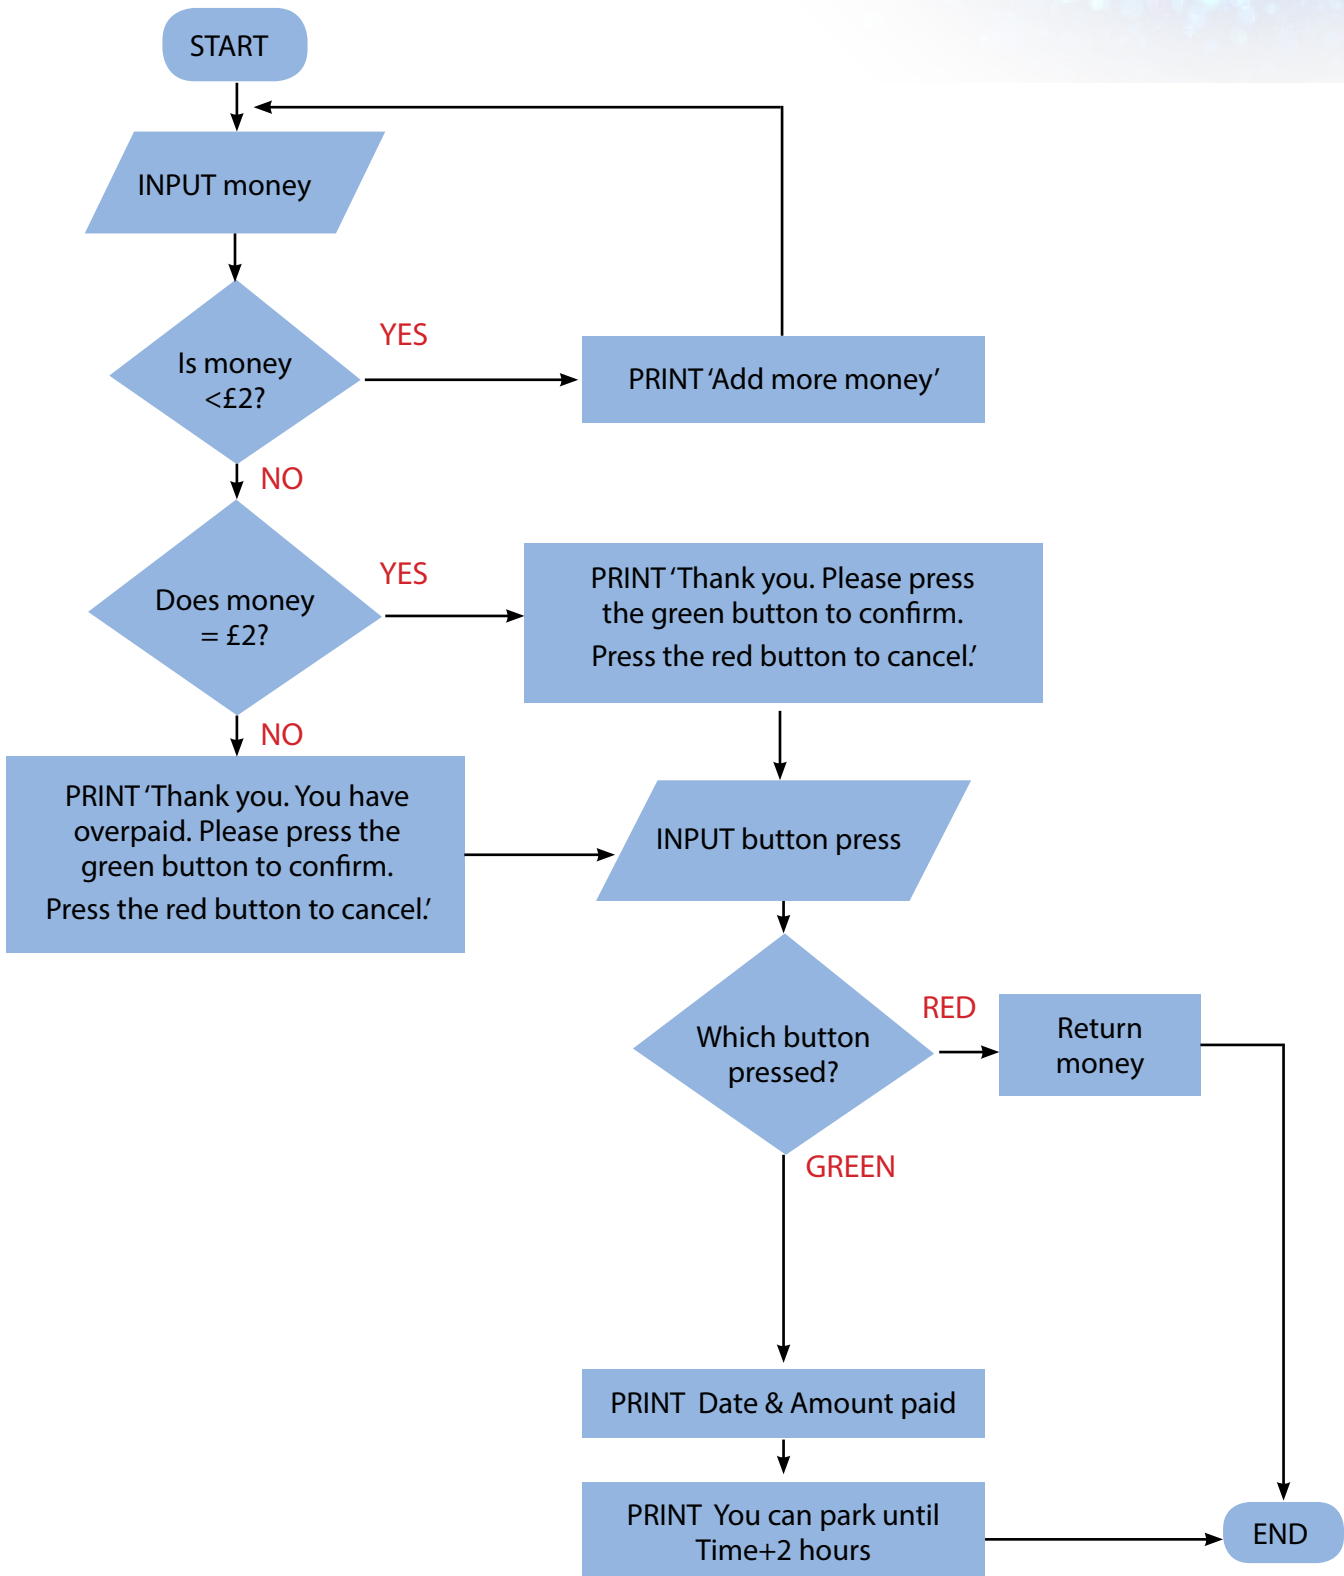 START
INPUT money
Is money
<£2?
YES
PRINT ‘Add more money’
NO
Does money
= £2?
YES
PRINT ‘Thank you. Please press
the green button to confirm.
Press the red button to cancel.’
NO
PRINT ‘Thank you. You have
overpaid. Please press the
green button to confirm.
Press the red button to cancel.’
INPUT button press
Which button
pressed?
RED
Return
money
GREEN
PRINT Date & Amount paid
PRINT You can park until
Time+2 hours
END